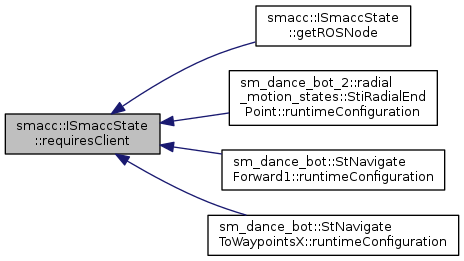 smacc::ISmaccState
::getROSNode
sm_dance_bot_2::radial
_motion_states::StiRadialEnd
Point::runtimeConfiguration
smacc::ISmaccState
::requiresClient
sm_dance_bot::StNavigate
Forward1::runtimeConfiguration
sm_dance_bot::StNavigate
ToWaypointsX::runtimeConfiguration